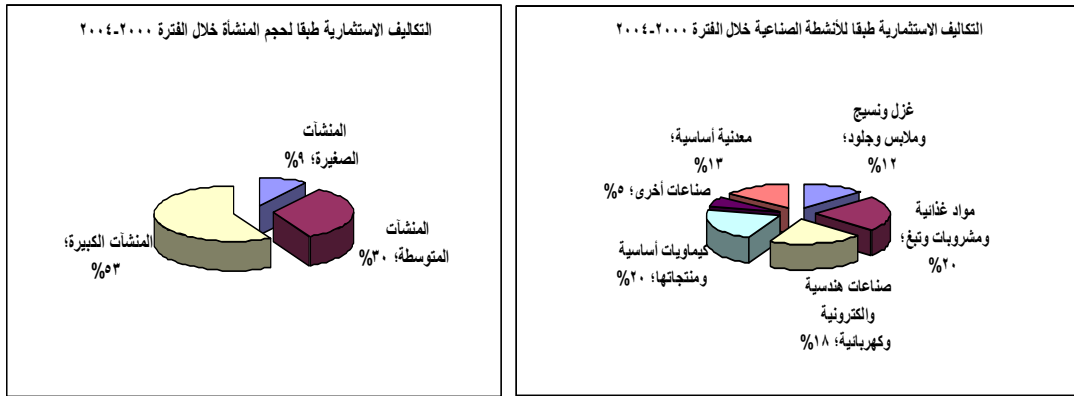 التكاليف الاستثمارية طبقا للأنشطة الصناعية خلال الفترة ٢٠٠٠-٢٠٠٤
غزل ونسيج
وملابس وجلود؛
١٢%
مواد غذائية
ومشروبات وتبغ؛
٢٠%
صناعات هندسية
والكترونية
وكهربائية؛ ١٨%
كيماويات أساسية
ومنتجاتها؛ ٢٠%
صناعات أخرى؛ ٥%
معدنية أساسية؛
١٣%
التكاليف الاستثمارية طبقا لحجم المنشأة خلال الفترة ٢٠٠٠-٢٠٠٤
المنشآت
الصغيرة؛ ٩%
المنشآت
المتوسطة؛ ٣٠%
المنشآت الكبيرة؛
٥٣%